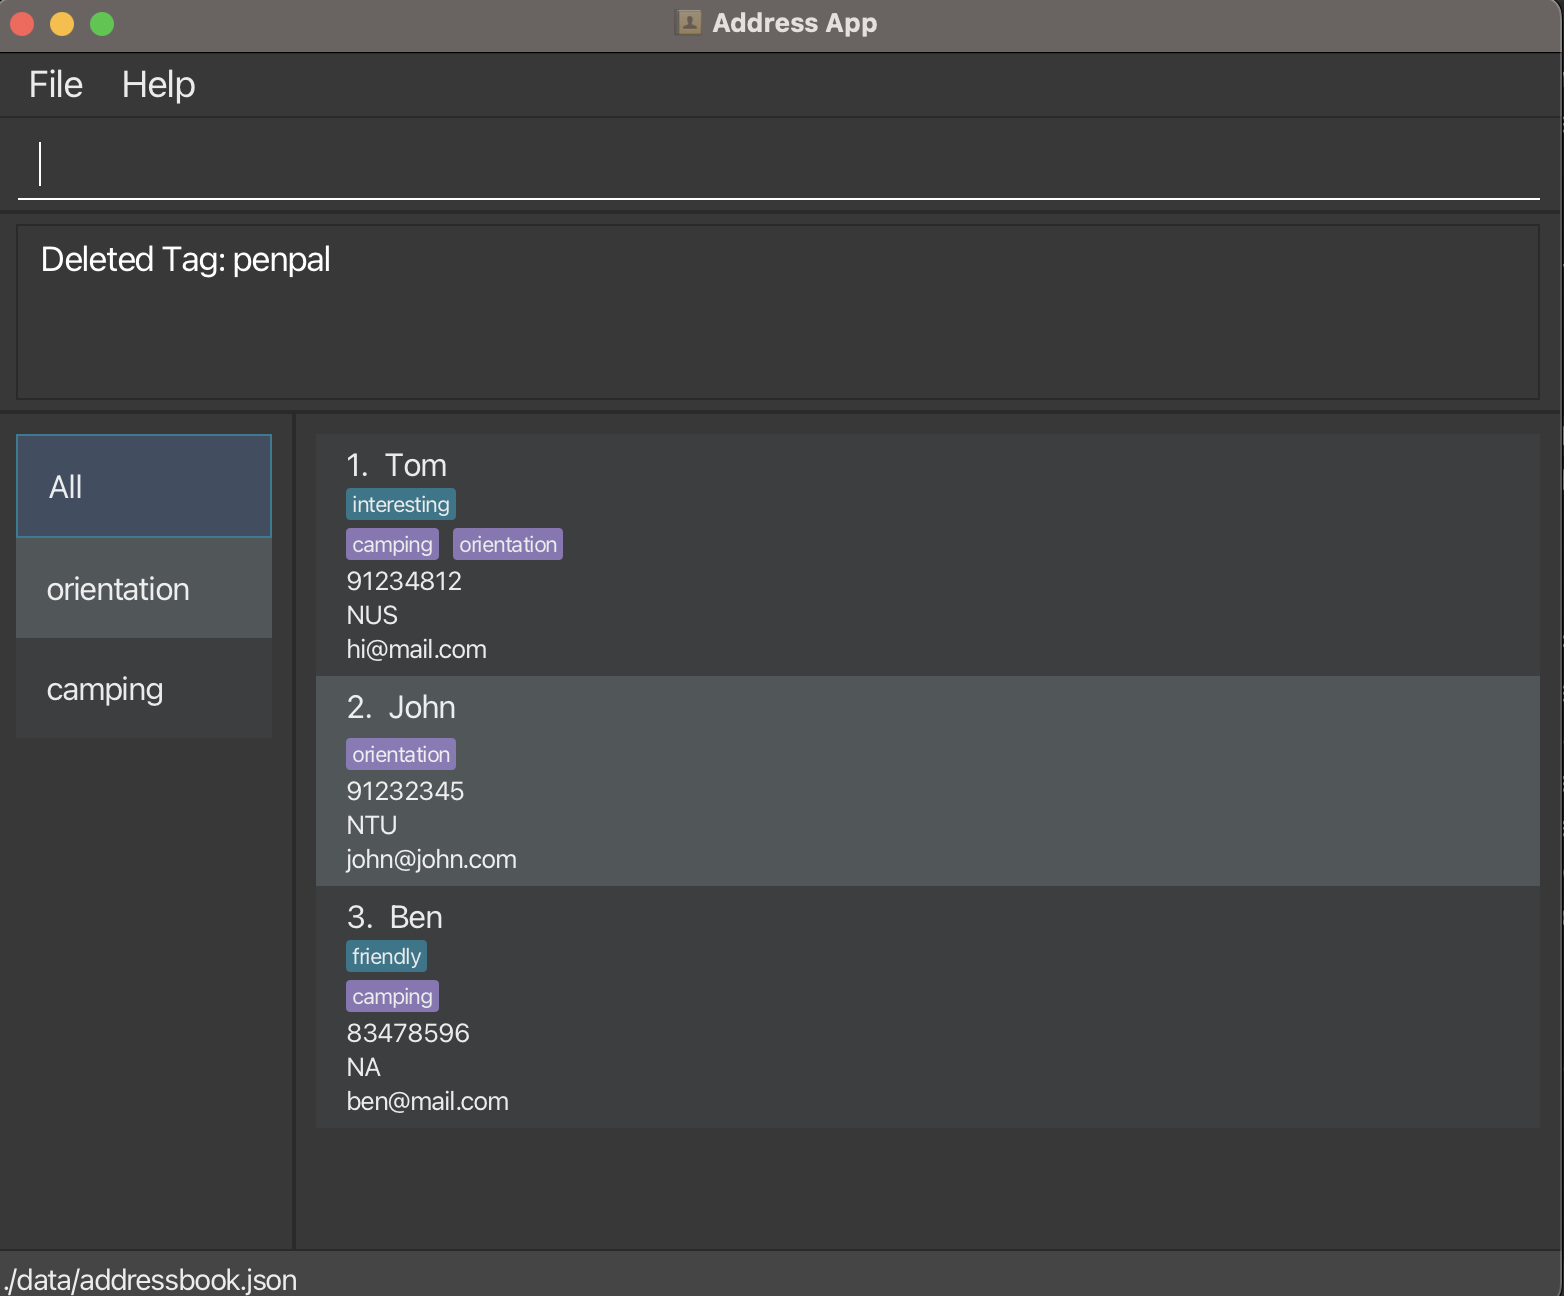 Address App
File Help
Deleted Tag: penpal
All
orientation
camping
1. Tom
interesting
camping orientation
91234812
NUS
hi@mail.com
2. John
orientation
91232345
NTU
john@john.com
3. Ben
friendly
camping
83478596
NA
ben@mail.com
./data/addressbook.json